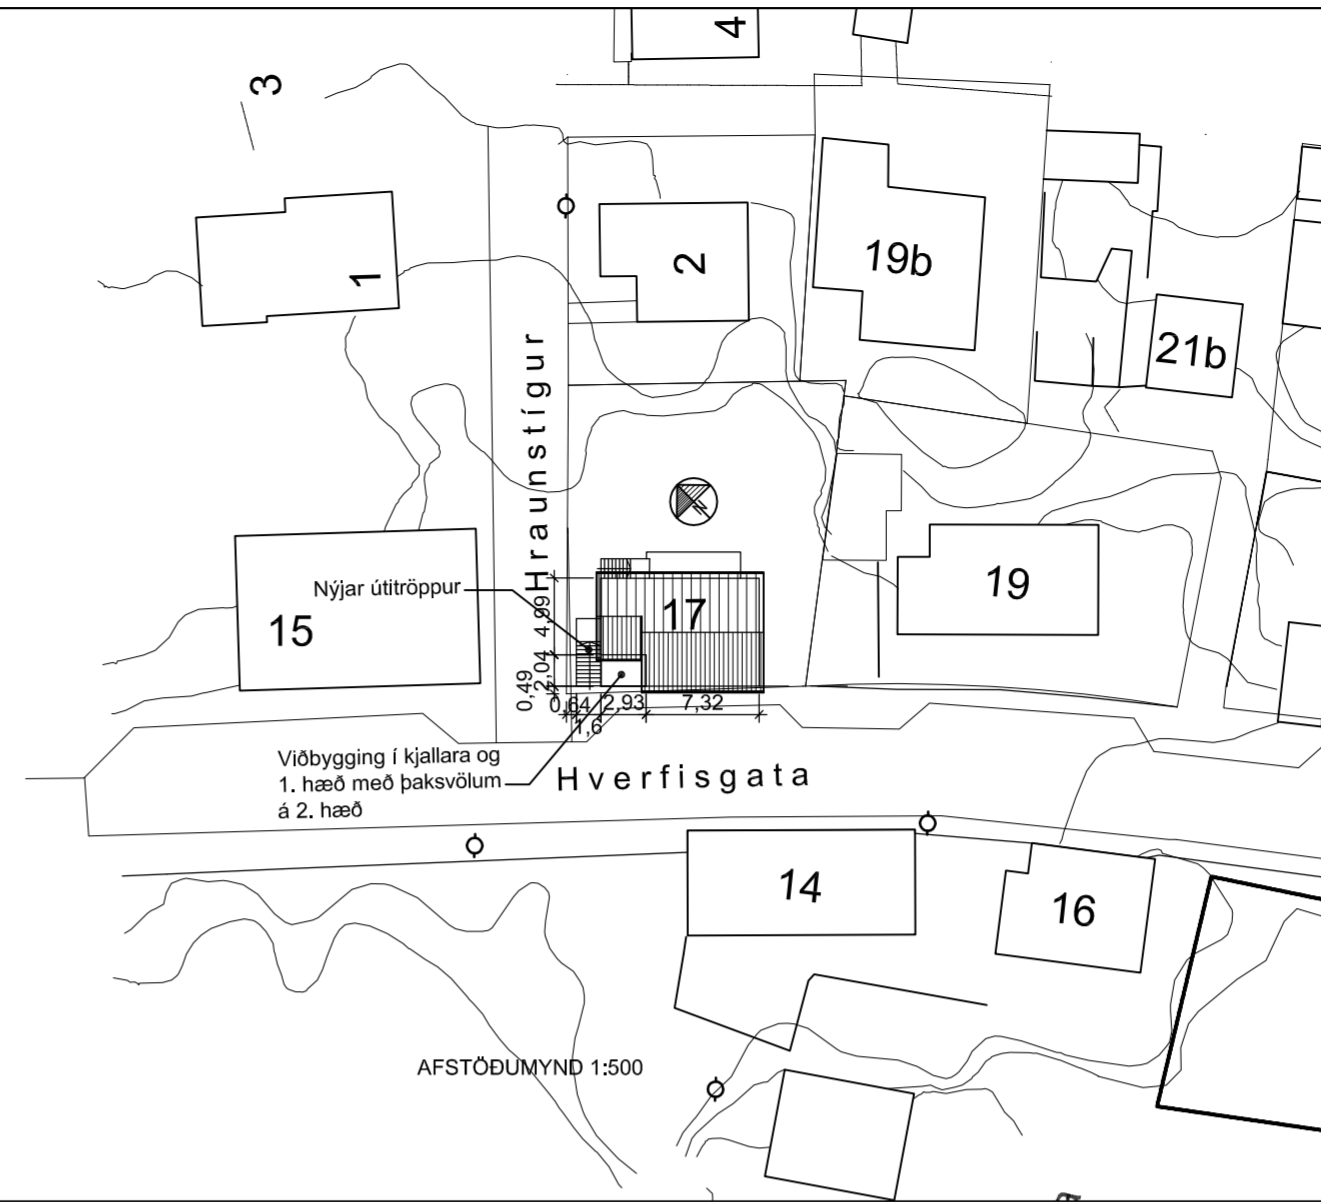 4
3
1
2
19b
21b
Hraunstígur
N
Nýjar útitröppur
15
17
19
4,99
2,04
0,49
0,64
2,93
7,32
1,6
Viðbygging í kjallara og
1. hæð með þaksvölum
á 2. hæð
Hverfisgata
14
16
AFSTÖÐUMYND 1:500